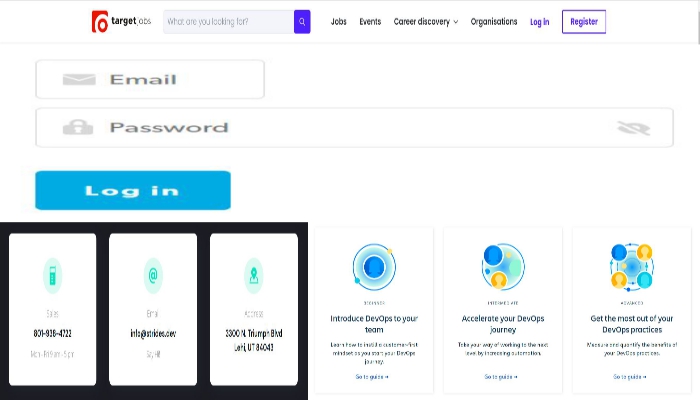 targetjobs
What are you looking for?
Jobs
Events
Career discovery
Organisations
Log in
Register
Email
Password
Log in
Sales
801-938-4722
Mon - Fri 9 am - 5 pm
Email
info@strides.dev
Say Hi!
Address
3300 N. Triumph Blvd
Lehi, UT 84043
BEGINNER
Introduce DevOps to your
team
Learn how to instill a customer-first
mindset as you start your DevOps
journey.
Go to guide →
INTERMEDIATE
Accelerate your DevOps
journey
Take your way of working to the next
level by increasing automation.
Go to guide →
ADVANCED
Get the most out of your
DevOps practices
Measure and quantify the benefits of
your DevOps practices.
Go to guide →